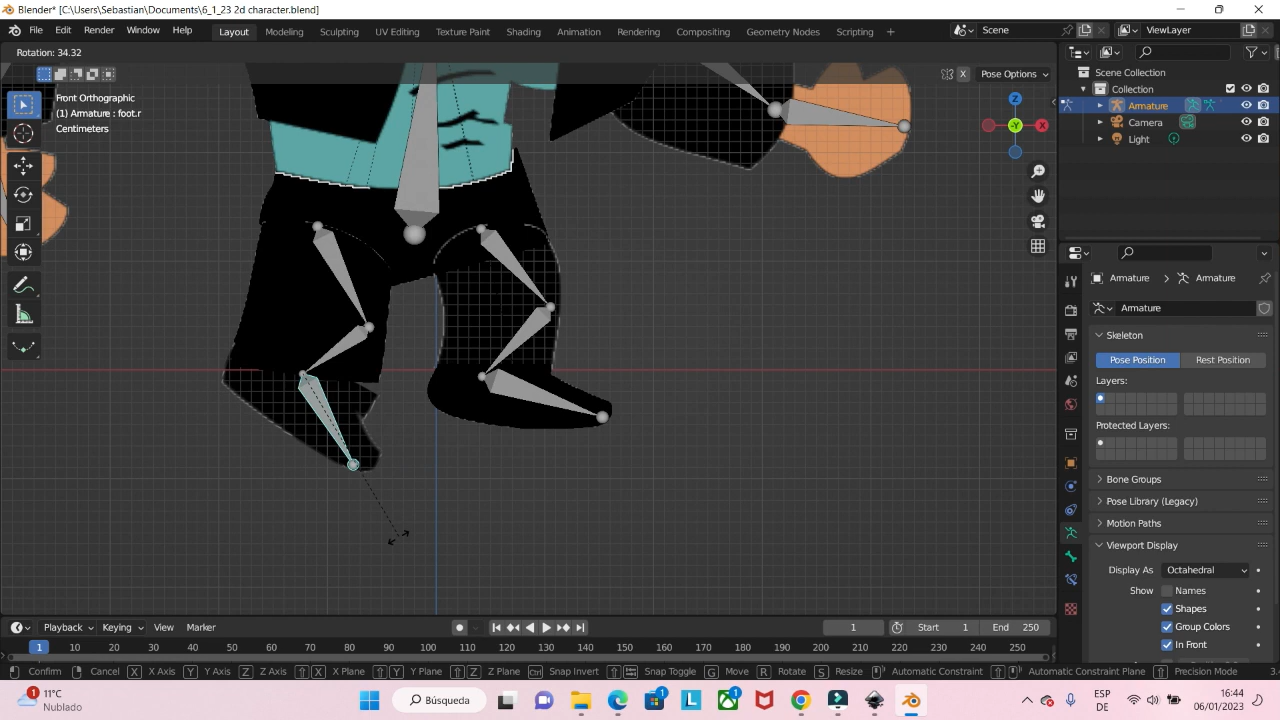 Blender* [C:\Users\Sebastian\Documents\6_1_23 2d character.blend]
File Edit Render Window Help Layout Modeling Sculpting UV Editing Texture Paint Shading Animation Rendering Compositing Geometry Nodes Scripting + Scene ViewLayer
Rotation: 34.32
X Pose Options
Front Orthographic
(1) Armature : foot.r
Centimeters
Z
-Y X
Scene Collection
Collection
Armature
Camera
Light
Armature > Armature
Armature
Skeleton
Pose Position Rest Position
Layers:
Protected Layers:
Bone Groups
Pose Library (Legacy)
Motion Paths
Viewport Display
Display As Octahedral
Show Names
Shapes
Group Colors
In Front
Playback Keying View Marker 1 Start 1 End 250
1 10 20 30 40 50 60 70 80 90 100 110 120 130 140 150 160 170 180 190 200 210 220 230 240 250
Confirm X Cancel X X Axis Y Y Axis Z Z Axis X X Plane Y Y Plane Z Z Plane Ctrl Snap Invert Snap Toggle G Move R Rotate S Resize Automatic Constraint Automatic Constraint Plane Precision Mode 3.
1 11°C
Nublado
Búsqueda
1
1
ESP
DE
16:44
06/01/2023